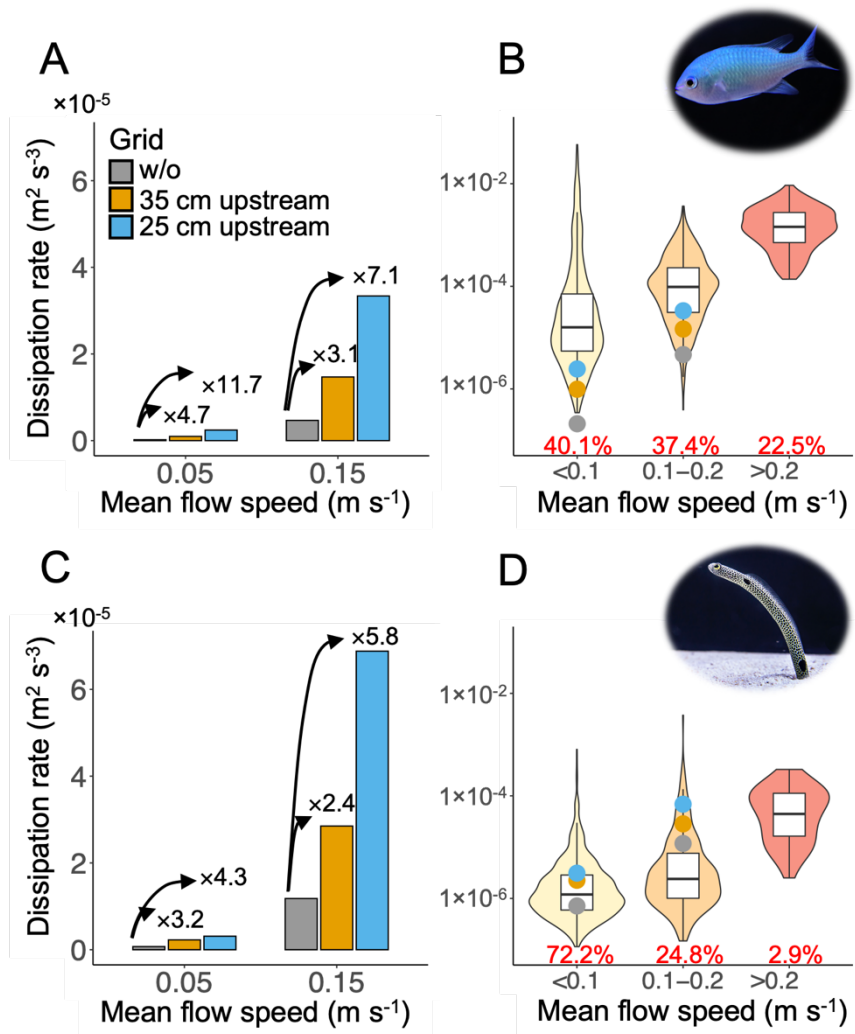 A
×10⁻⁵
Dissipation rate (m² s⁻³)
6
4
2
0
Grid
w/o
35 cm upstream
25 cm upstream
×4.7
×11.7
×3.1
×7.1
0.05
0.15
Mean flow speed (m s⁻¹)
B
1×10⁻²
1×10⁻⁴
1×10⁻⁶
40.1%
37.4%
22.5%
<0.1
0.1–0.2
>0.2
Mean flow speed (m s⁻¹)
C
×10⁻⁵
Dissipation rate (m² s⁻³)
6
4
2
0
×3.2
×4.3
×2.4
×5.8
0.05
0.15
Mean flow speed (m s⁻¹)
D
1×10⁻²
1×10⁻⁴
1×10⁻⁶
72.2%
24.8%
2.9%
<0.1
0.1–0.2
>0.2
Mean flow speed (m s⁻¹)